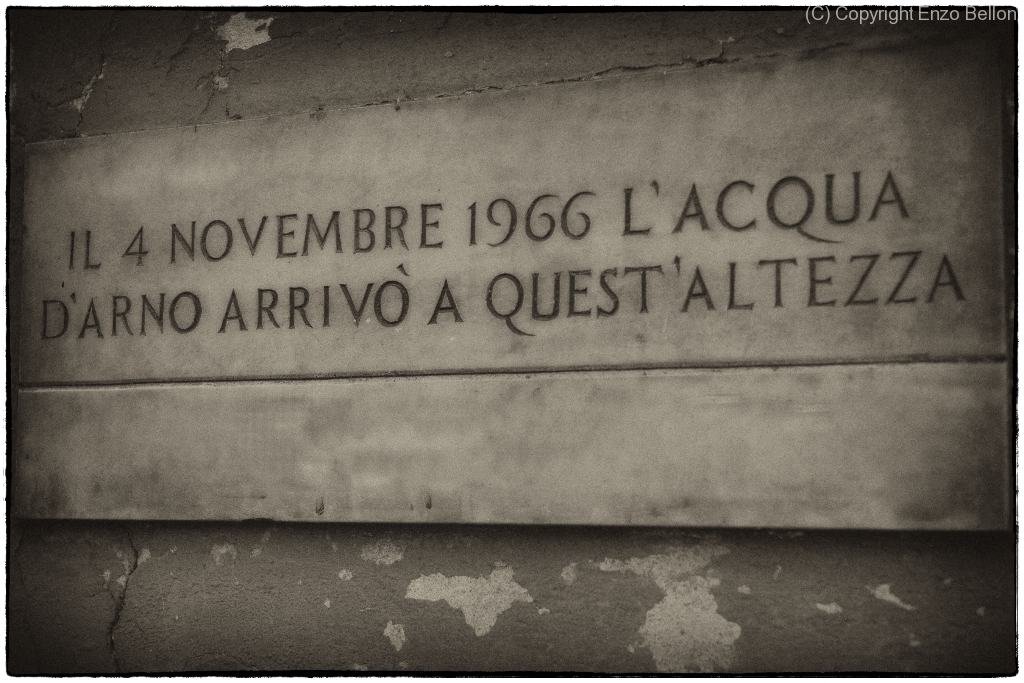 (C) Copyright Enzo Bellon
IL 4 NOVEMBRE 1966 L'ACQUA
D'ARNO ARRIVÒ A QUEST'ALTEZZA